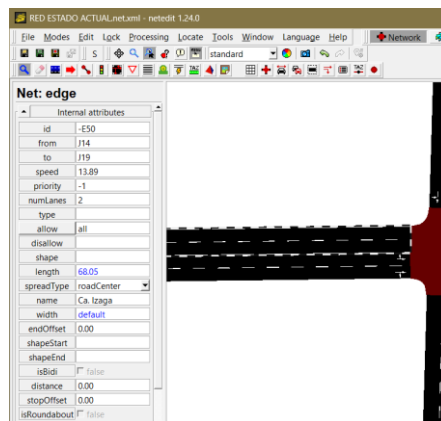 RED ESTADO ACTUAL.net.xml - netedit 1.24.0
File Modes Edit Lock Processing Locate Tools Window Language Help Network
S standard
Net: edge
Internal attributes
id -E50
from J14
to J19
speed 13.89
priority -1
numLanes 2
type
allow all
disallow
shape
length 68.05
spreadType roadCenter
name Ca. Izaga
width default
endOffset 0.00
shapeStart
shapeEnd
isBidi false
distance 0.00
stopOffset 0.00
isRoundabout false